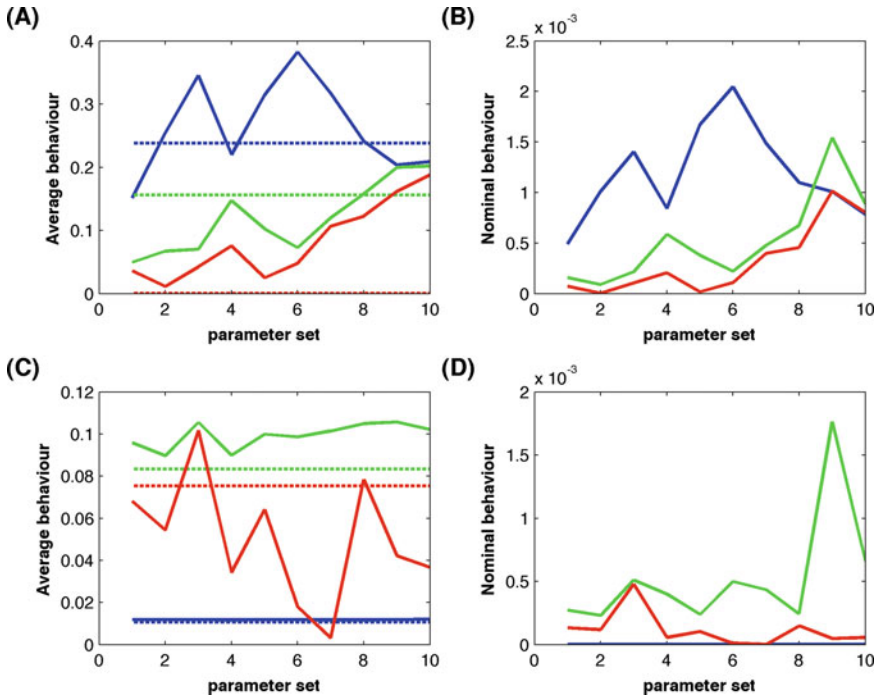 (A)
Average behaviour
0.4
0.3
0.2
0.1
0
0 2 4 6 8 10
parameter set
(B)
x 10⁻³
Nominal behaviour
2.5
2
1.5
1
0.5
0
0 2 4 6 8 10
parameter set
(C)
Average behaviour
0.12
0.1
0.08
0.06
0.04
0.02
0
0 2 4 6 8 10
parameter set
(D)
x 10⁻³
Nominal behaviour
2
1.5
1
0.5
0
0 2 4 6 8 10
parameter set